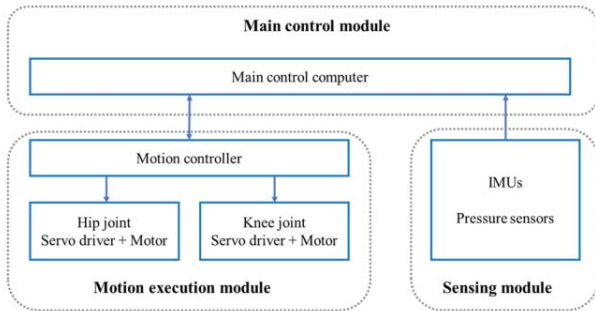 Main control module
Main control computer
Motion controller
Hip joint
Servo driver + Motor
Knee joint
Servo driver + Motor
Motion execution module
IMUs
Pressure sensors
Sensing module